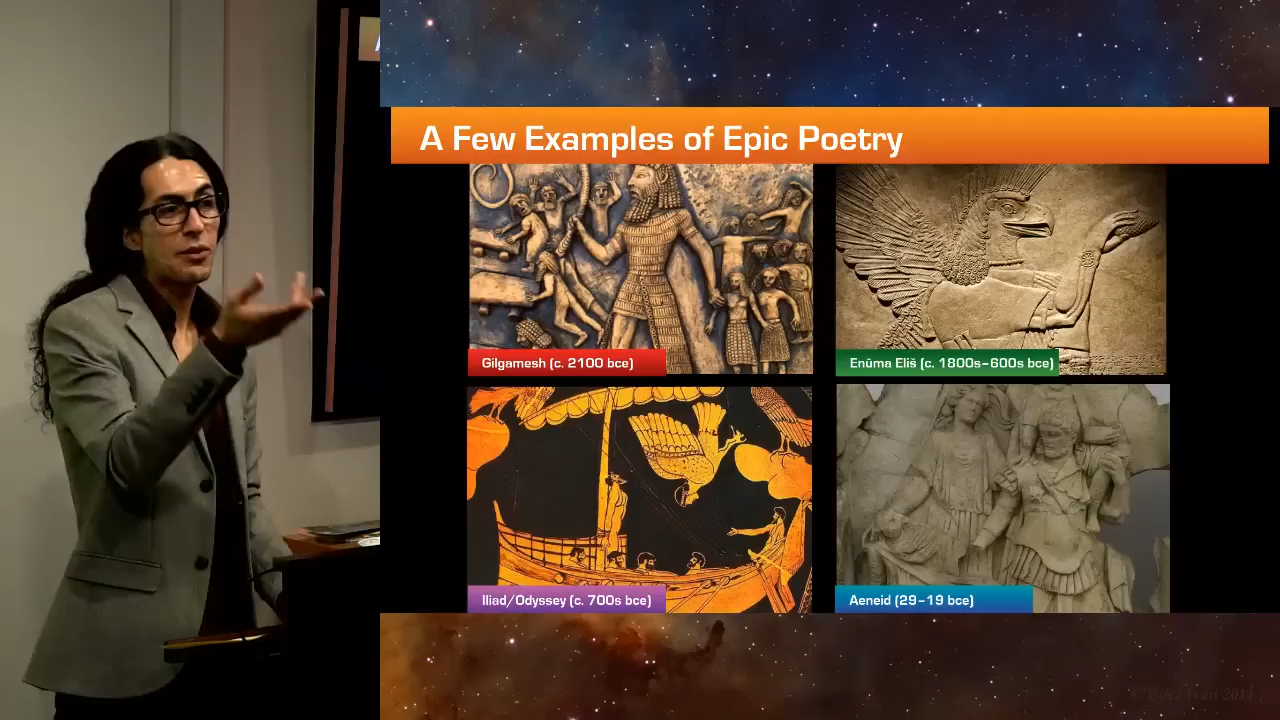 A Few Examples of Epic Poetry
Gilgamesh (c. 2100 bce)
Enūma Eliš (c. 1800s–600s bce)
Iliad/Odyssey (c. 700s bce)
Aeneid (29–19 bce)